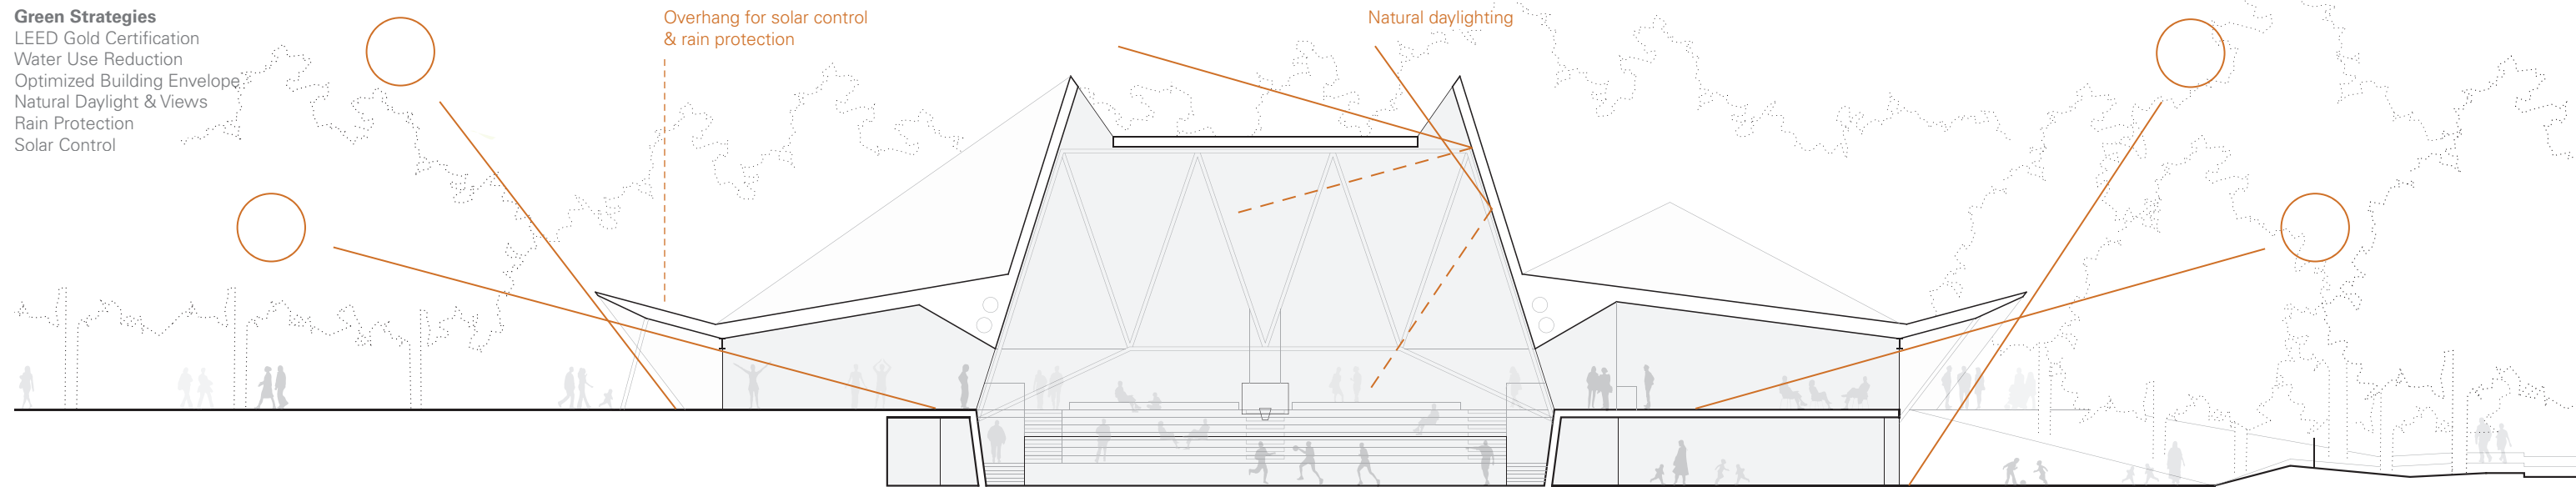 Green Strategies
LEED Gold Certification
Water Use Reduction
Optimized Building Envelope
Natural Daylight & Views
Rain Protection
Solar Control
Overhang for solar control
& rain protection
Natural daylighting